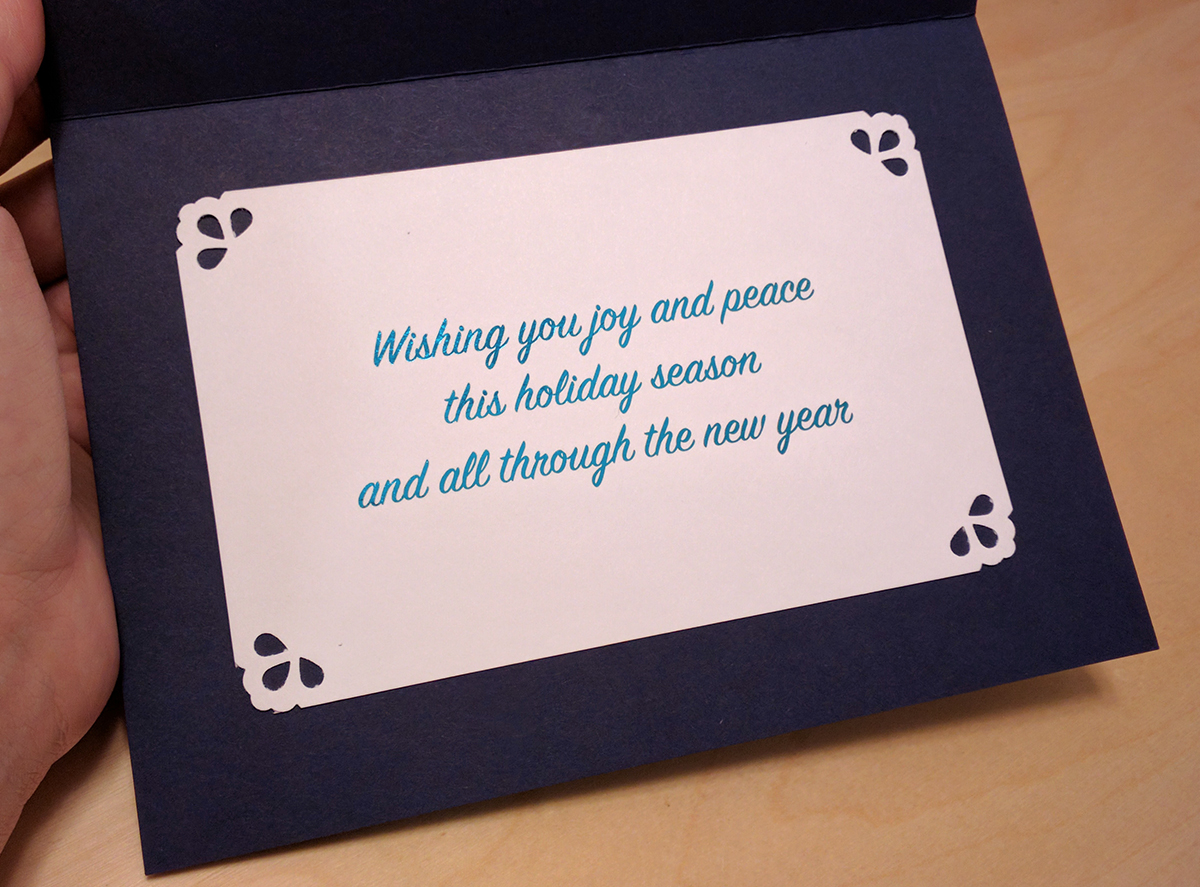 Wishing you joy and peace
this holiday season
and all through the new year